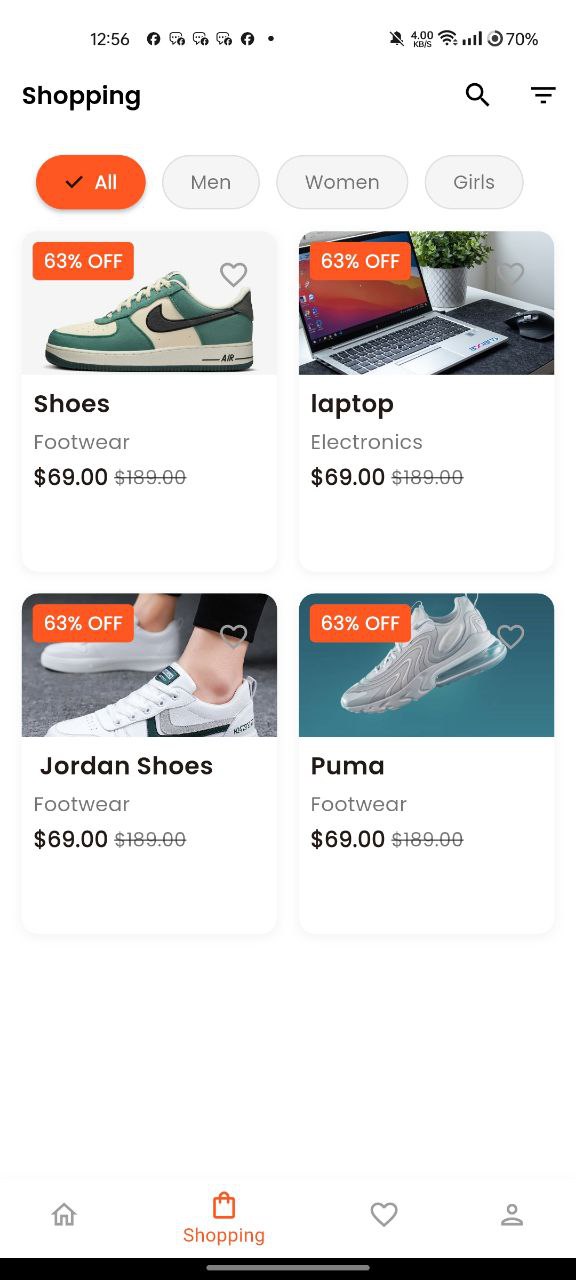 12:56 4.00 KB/S 70%
Shopping
All Men Women Girls
63% OFF 63% OFF
AIR
Shoes laptop
Footwear Electronics
$69.00 $189.00 $69.00 $189.00
63% OFF 63% OFF
Jordan Shoes Puma
Footwear Footwear
$69.00 $189.00 $69.00 $189.00
Shopping